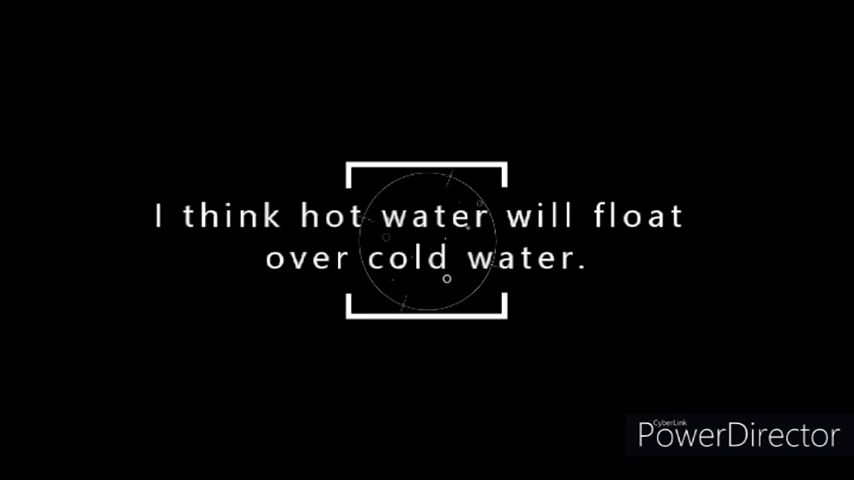 I think hot water will float
over cold water.
CyberLink
PowerDirector